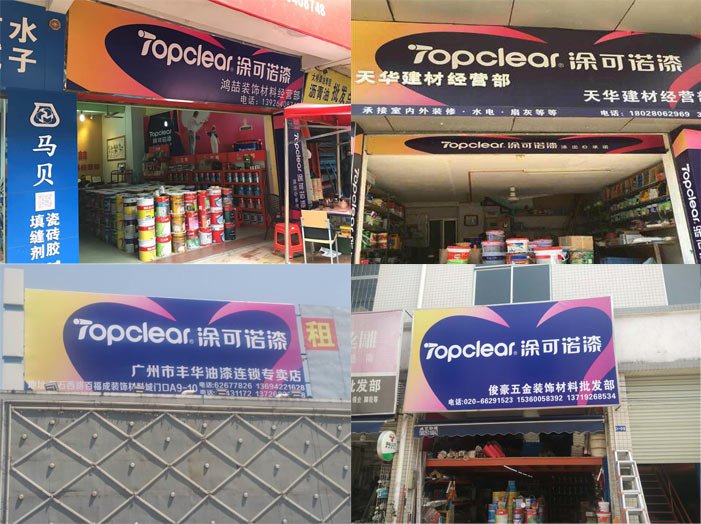 水
子
马贝
瓷砖胶
填缝剂
Topclear® 涂可诺漆
鸿喆装饰材料经营部
沥青油 批发
Topclear
Topclear® 涂可诺漆
天华建材经营部
天华建材经营部
承接室内外装修·水电·扇灰等等
电话:18028062969
Topclear® 涂可诺漆
Topclear® 涂可诺漆
广州市丰华油漆连锁专卖店
电话:62677826 13694221628
租
Topclear® 涂可诺漆
俊豪五金装饰材料批发部
电话:020-66291523 15360058392 13719268534